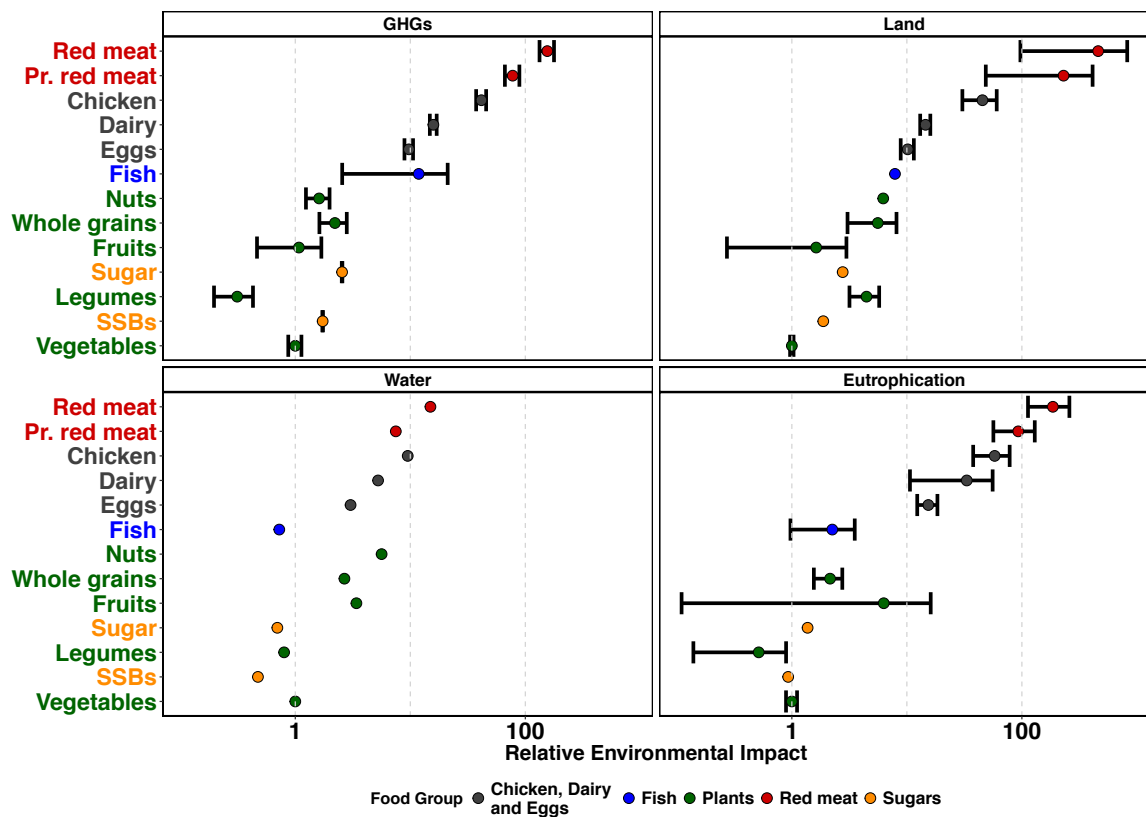 GHGs
Land
Red meat
Pr. red meat
Chicken
Dairy
Eggs
Fish
Nuts
Whole grains
Fruits
Sugar
Legumes
SSBs
Vegetables
Water
Eutrophication
Red meat
Pr. red meat
Chicken
Dairy
Eggs
Fish
Nuts
Whole grains
Fruits
Sugar
Legumes
SSBs
Vegetables
1 100 1 100
Relative Environmental Impact
Food Group Chicken, Dairy and Eggs Fish Plants Red meat Sugars